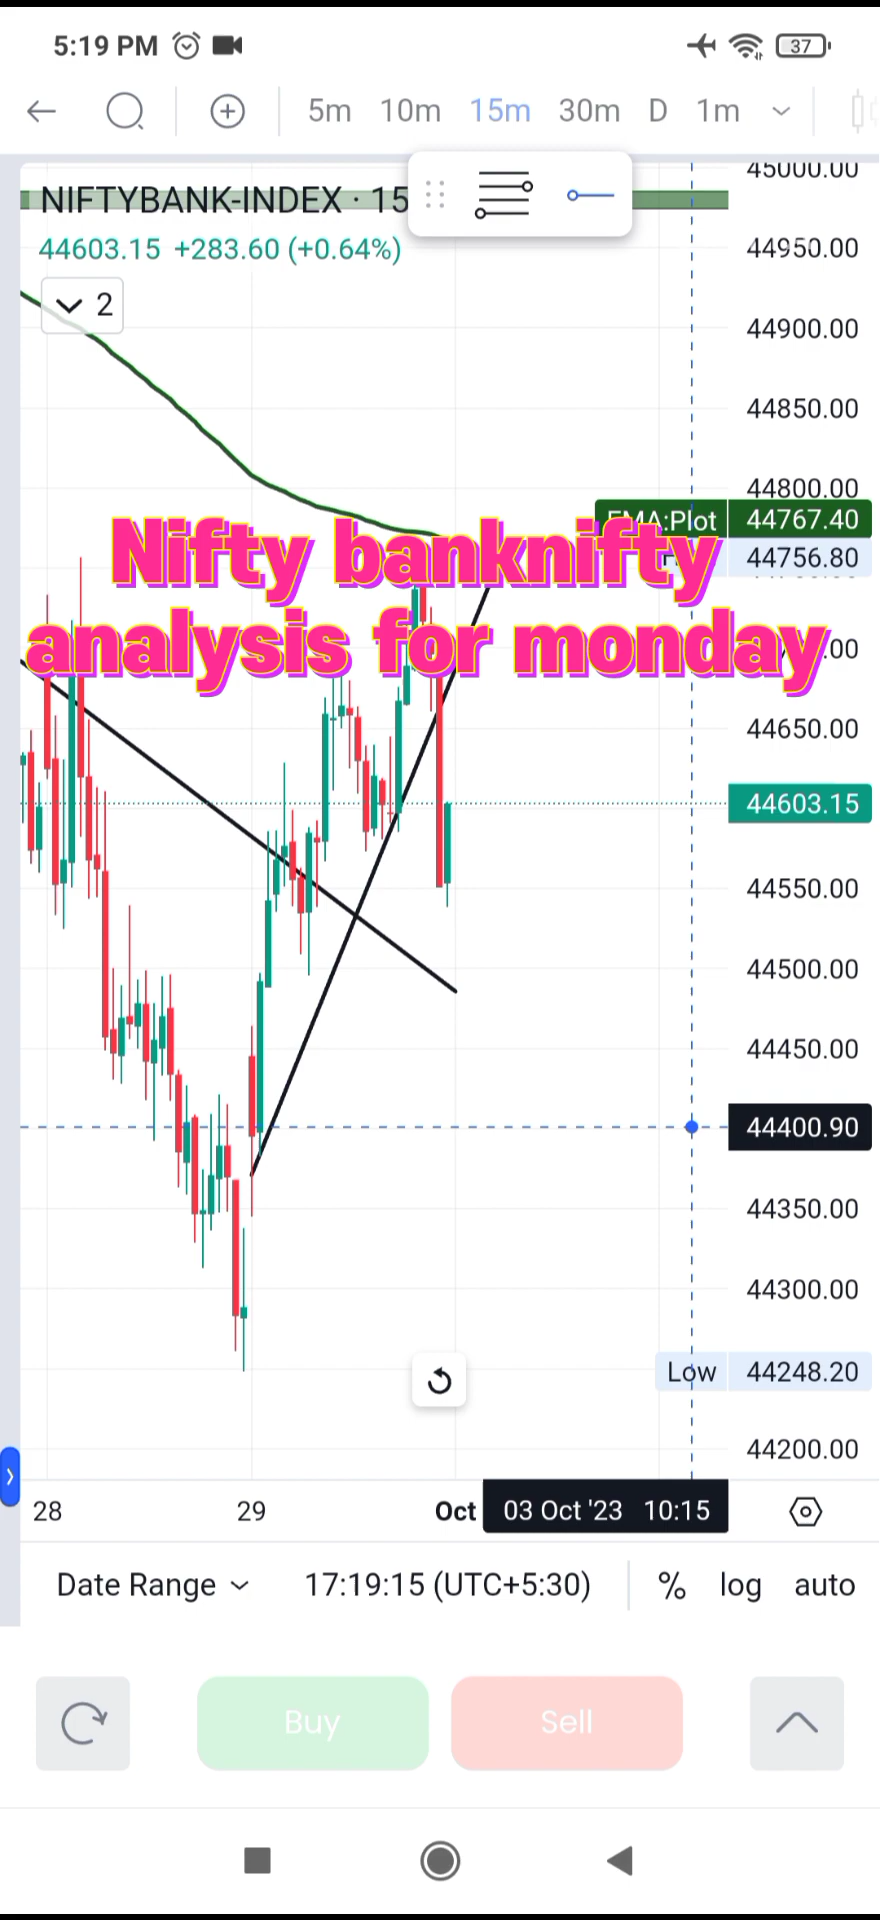 5:19 PM
37
5m 10m 15m 30m D 1m
45000.00
NIFTYBANK-INDEX · 15
44603.15 +283.60 (+0.64%)
44950.00
2
44900.00
44850.00
44800.00
EMA:Plot 44767.40
44756.80
Nifty banknifty
analysis for monday
.00
44650.00
44603.15
44550.00
44500.00
44450.00
44400.90
44350.00
44300.00
Low 44248.20
44200.00
28 29 Oct 03 Oct '23 10:15
Date Range 17:19:15 (UTC+5:30) % log auto
Buy Sell